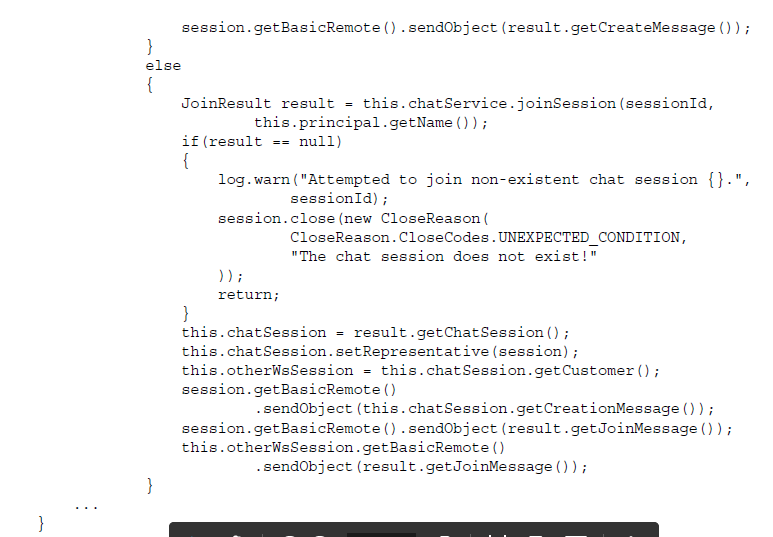 session.getBasicRemote().sendObject(result.getCreateMessage());
}
else
{
JoinResult result = this.chatService.joinSession(sessionId,
this.principal.getName());
if(result == null)
{
log.warn("Attempted to join non-existent chat session {}.",
sessionId);
session.close(new CloseReason(
CloseReason.CloseCodes.UNEXPECTED_CONDITION,
"The chat session does not exist!"
));
return;
}
this.chatSession = result.getChatSession();
this.chatSession.setRepresentative(session);
this.otherWsSession = this.chatSession.getCustomer();
session.getBasicRemote()
.sendObject(this.chatSession.getCreationMessage());
session.getBasicRemote().sendObject(result.getJoinMessage());
this.otherWsSession.getBasicRemote()
.sendObject(result.getJoinMessage());
}
...
}